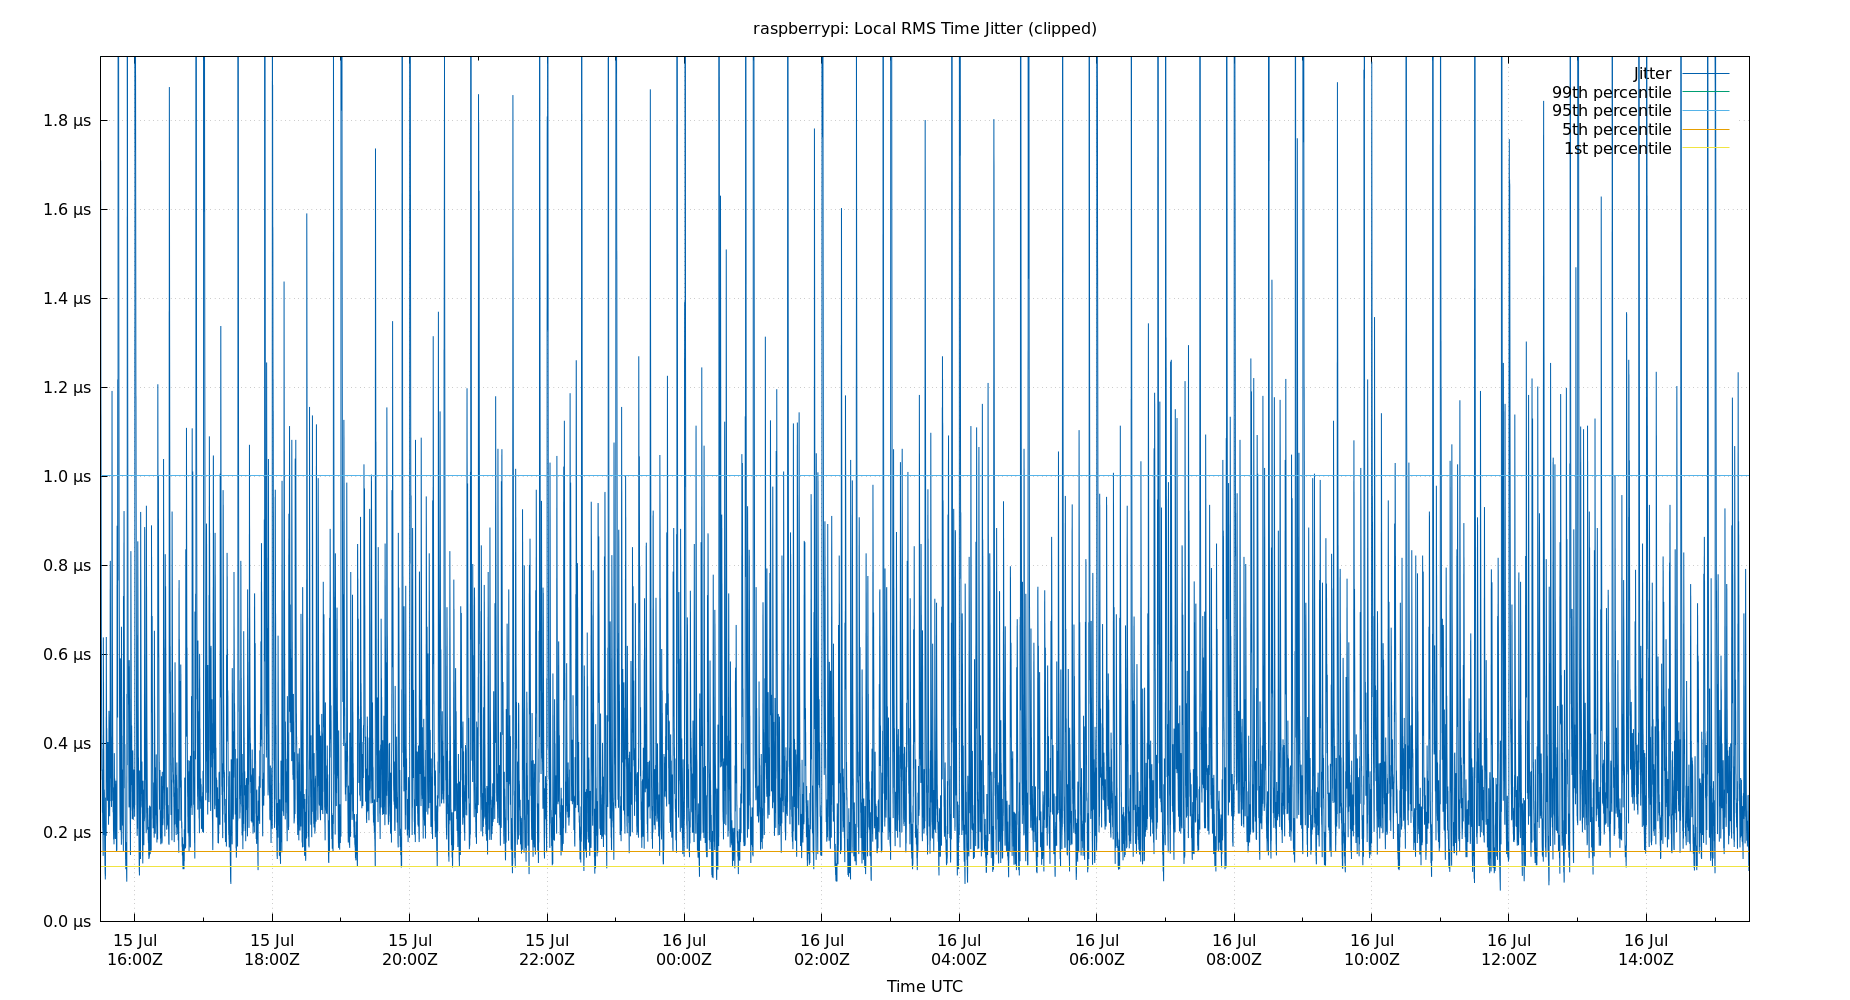 raspberrypi: Local RMS Time Jitter (clipped)
Jitter
99th percentile
95th percentile
5th percentile
1st percentile
1.8 µs
1.6 µs
1.4 µs
1.2 µs
1.0 µs
0.8 µs
0.6 µs
0.4 µs
0.2 µs
0.0 µs
15 Jul 15 Jul 15 Jul 15 Jul 16 Jul 16 Jul 16 Jul 16 Jul 16 Jul 16 Jul 16 Jul 16 Jul
16:00Z 18:00Z 20:00Z 22:00Z 00:00Z 02:00Z 04:00Z 06:00Z 08:00Z 10:00Z 12:00Z 14:00Z
Time UTC